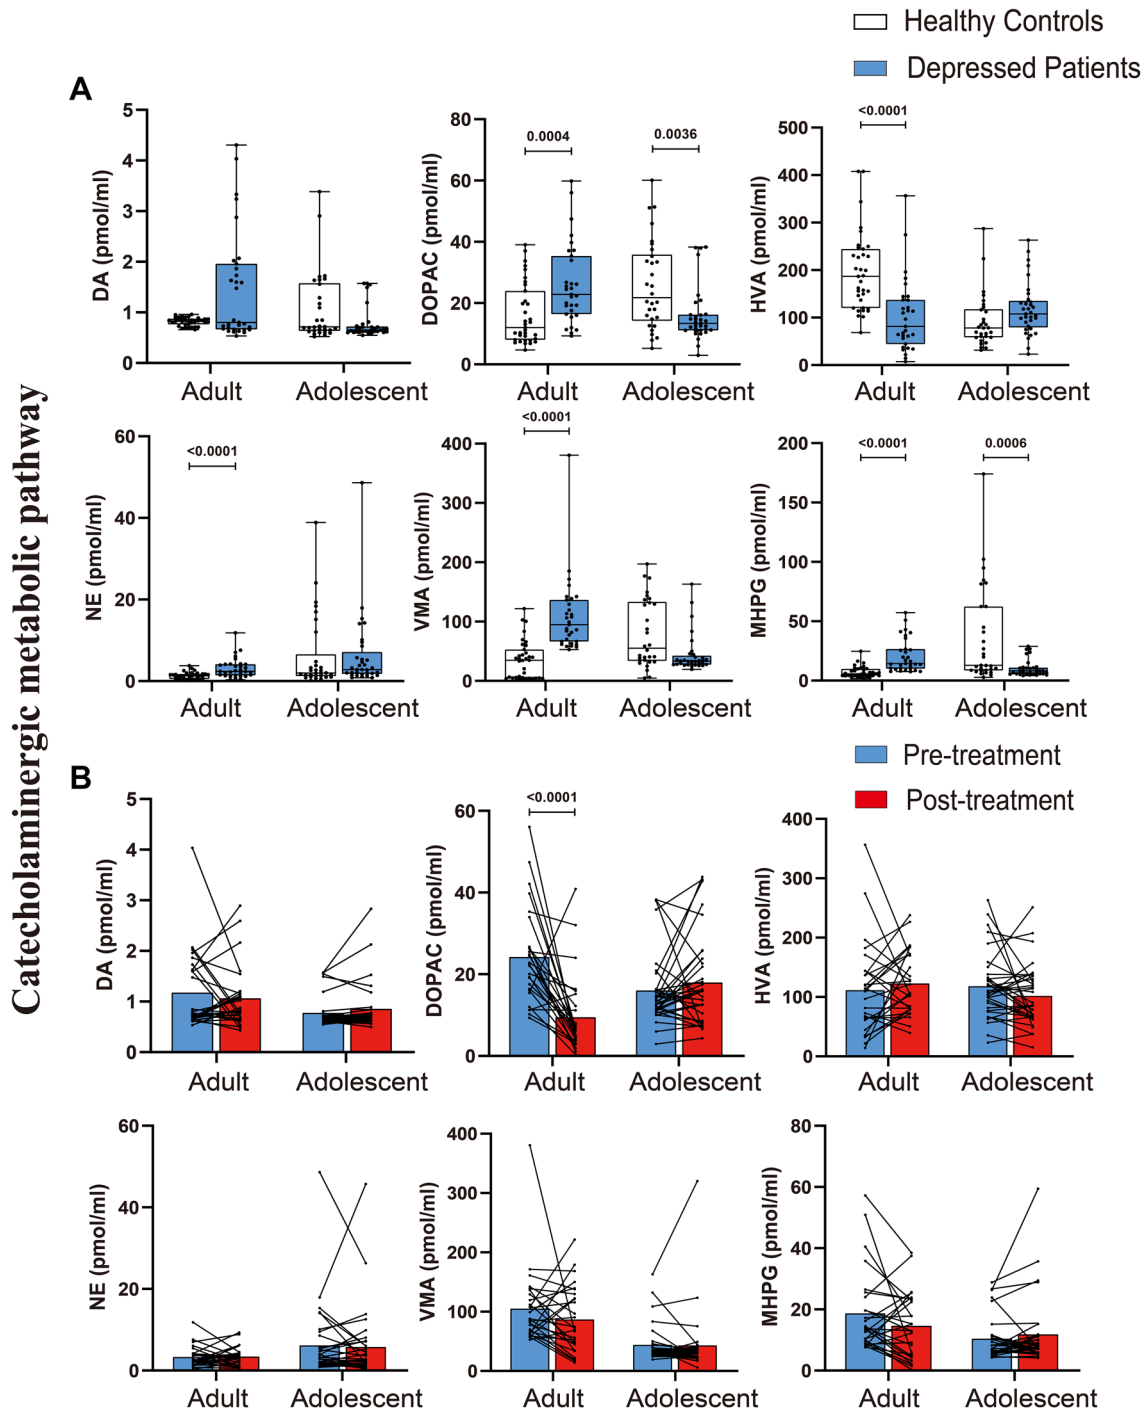 Healthy Controls
Depressed Patients
Catecholaminergic metabolic pathway
A
DA (pmol/ml)
5
4
3
2
1
0
Adult
Adolescent
DOPAC (pmol/ml)
80
60
40
20
0
0.0004
0.0036
Adult
Adolescent
HVA (pmol/ml)
500
400
300
200
100
0
<0.0001
Adult
Adolescent
NE (pmol/ml)
60
40
20
0
<0.0001
Adult
Adolescent
VMA (pmol/ml)
400
300
200
100
0
<0.0001
Adult
Adolescent
MHPG (pmol/ml)
200
150
100
50
0
<0.0001
0.0006
Adult
Adolescent
Pre-treatment
Post-treatment
B
DA (pmol/ml)
5
4
3
2
1
0
Adult
Adolescent
DOPAC (pmol/ml)
60
40
20
0
<0.0001
Adult
Adolescent
HVA (pmol/ml)
400
300
200
100
0
Adult
Adolescent
NE (pmol/ml)
60
40
20
0
Adult
Adolescent
VMA (pmol/ml)
400
300
200
100
0
Adult
Adolescent
MHPG (pmol/ml)
80
60
40
20
0
Adult
Adolescent